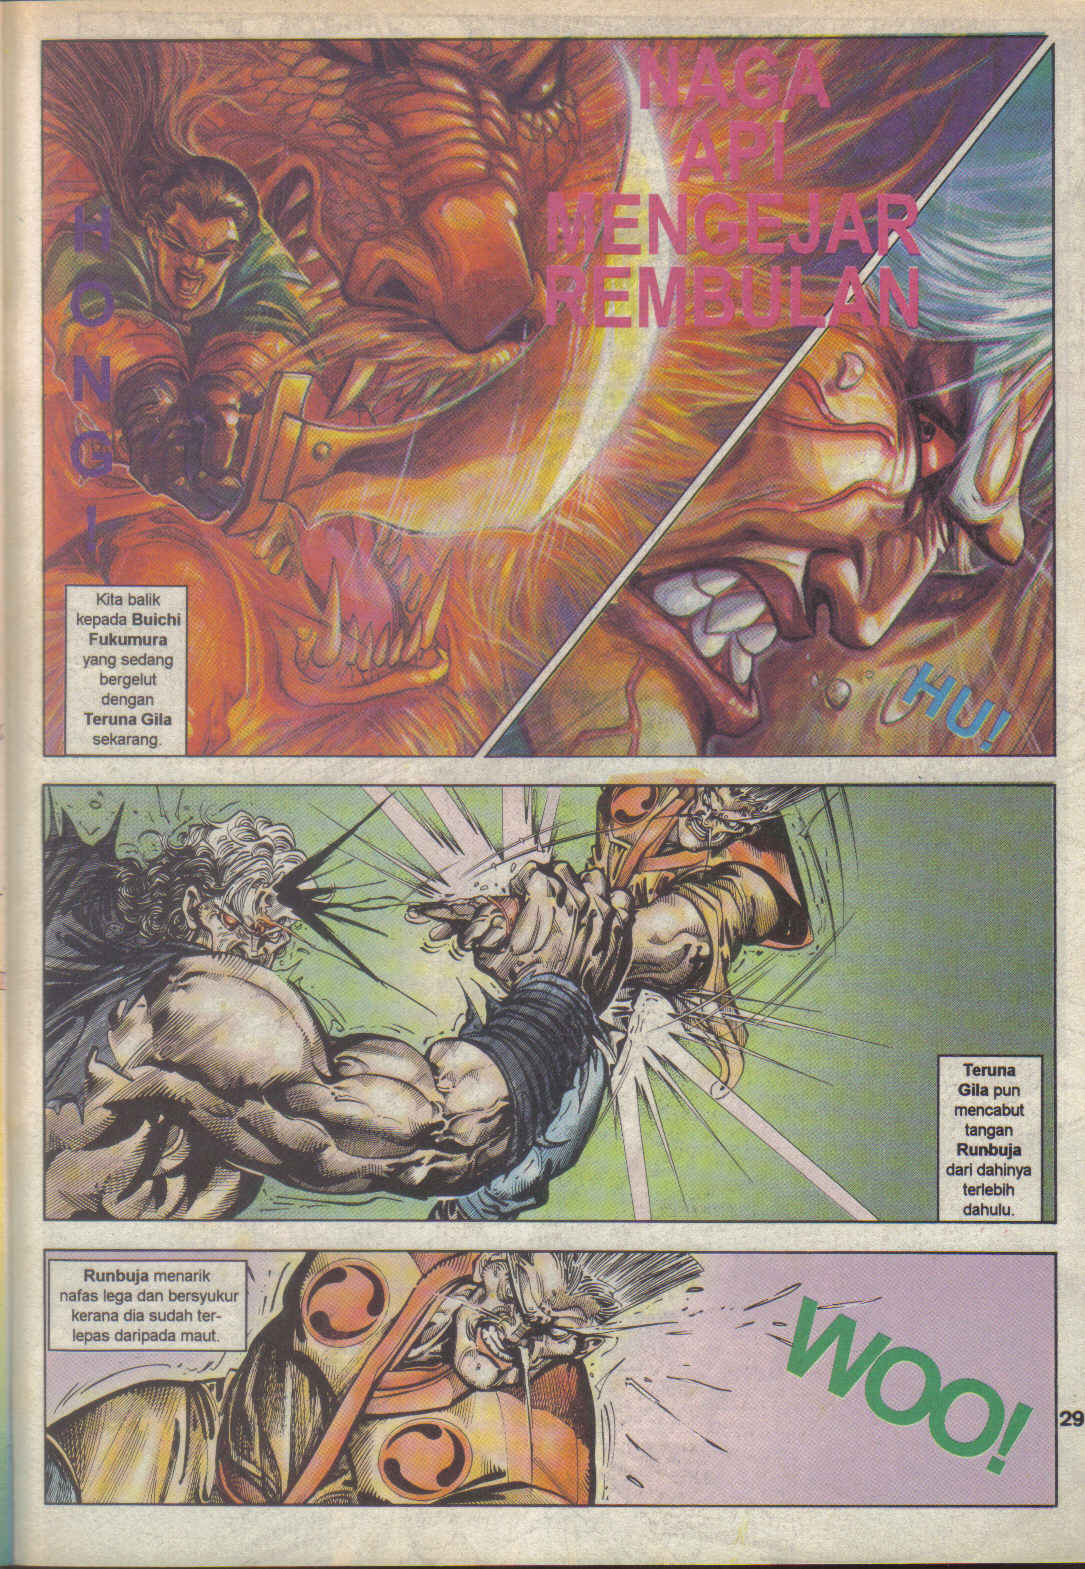 NAGA
API
MENGEJAR
REMBULAN
HONGI
Kita balik
kepada Buichi
Fukumura
yang sedang
bergelut
dengan
Teruna Gila
sekarang.
HU!
Teruna
Gila pun
mencabut
tangan
Runbuja
dari dahinya
terlebih
dahulu.
Runbuja menarik
nafas lega dan bersyukur
kerana dia sudah ter-
lepas daripada maut.
WOO!
29